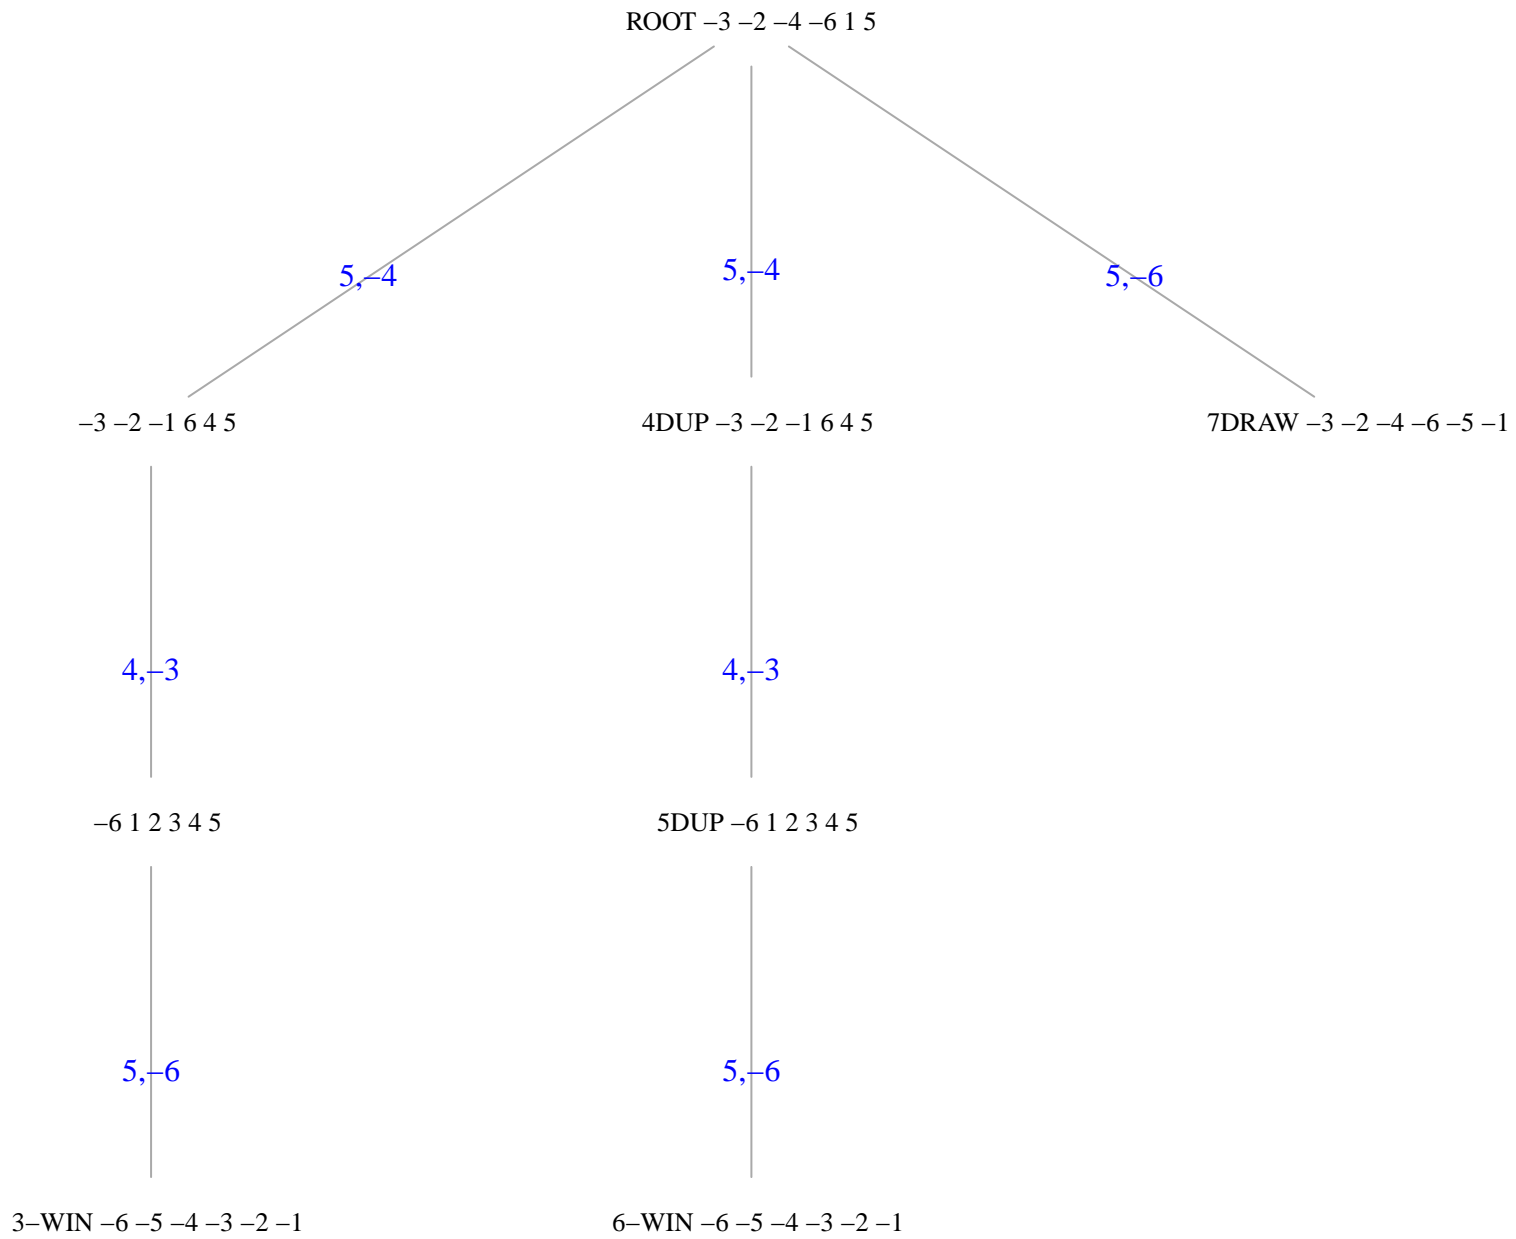 ROOT –3 –2 –4 –6 1 5
5,–4
5,–4
5,–6
–3 –2 –1 6 4 5
4DUP –3 –2 –1 6 4 5
7DRAW –3 –2 –4 –6 –5 –1
4,–3
4,–3
–6 1 2 3 4 5
5DUP –6 1 2 3 4 5
5,–6
5,–6
3–WIN –6 –5 –4 –3 –2 –1
6–WIN –6 –5 –4 –3 –2 –1